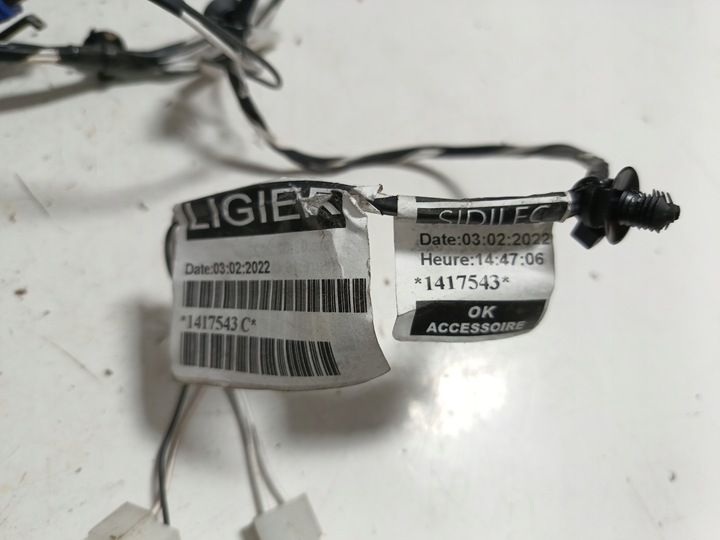 LIGIER
Date:03:02:2022
*1417543 C*
SIDILEC
Date:03:02:2022
Heure:14:47:06
*1417543*
OK
ACCESSOIRE